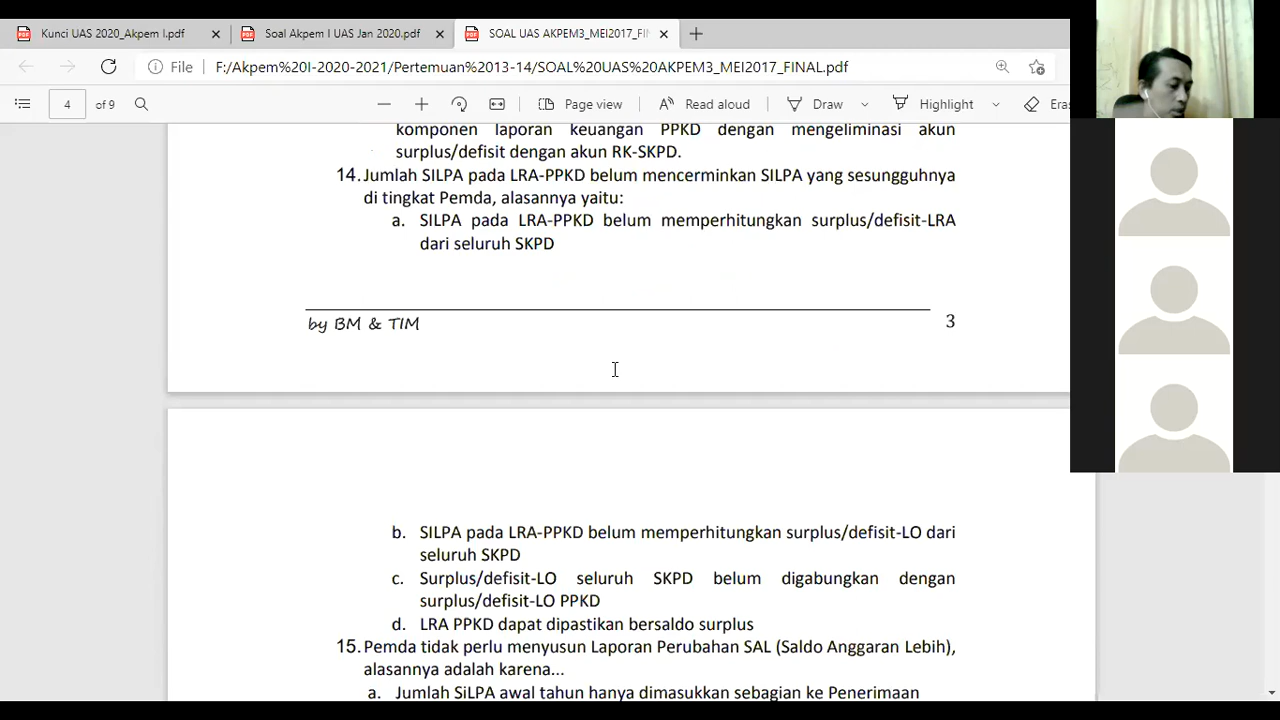 Kunci UAS 2020_Akpem I.pdf
Soal Akpem I UAS Jan 2020.pdf
SOAL UAS AKPEM3_MEI2017_FIN
File
F:/Akpem%20I-2020-2021/Pertemuan%2013-14/SOAL%20UAS%20AKPEM3_MEI2017_FINAL.pdf
4 of 9
Page view
Read aloud
Draw
Highlight
Eras
komponen laporan keuangan PPKD dengan mengeliminasi akun
surplus/defisit dengan akun RK-SKPD.
14. Jumlah SILPA pada LRA-PPKD belum mencerminkan SILPA yang sesungguhnya
di tingkat Pemda, alasannya yaitu:
a. SILPA pada LRA-PPKD belum memperhitungkan surplus/defisit-LRA
dari seluruh SKPD
by BM & TIM
3
b. SILPA pada LRA-PPKD belum memperhitungkan surplus/defisit-LO dari
seluruh SKPD
c. Surplus/defisit-LO seluruh SKPD belum digabungkan dengan
surplus/defisit-LO PPKD
d. LRA PPKD dapat dipastikan bersaldo surplus
15. Pemda tidak perlu menyusun Laporan Perubahan SAL (Saldo Anggaran Lebih),
alasannya adalah karena...
a. Jumlah SiLPA awal tahun hanya dimasukkan sebagian ke Penerimaan